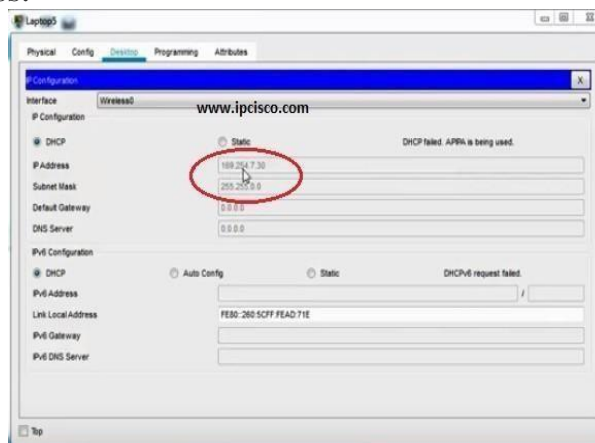 Laptop5
Physical Config Desktop Programming Attributes
IP Configuration X
Interface Wireless0
www.ipcisco.com
IP Configuration
DHCP Static DHCP failed. APIPA is being used.
IP Address 169.254.7.30
Subnet Mask 255.255.0.0
Default Gateway 0.0.0.0
DNS Server 0.0.0.0
IPv6 Configuration
DHCP Auto Config Static DHCPv6 request failed.
IPv6 Address /
Link Local Address FE80::260:5CFF:FEAD:71E
IPv6 Gateway
IPv6 DNS Server
Top